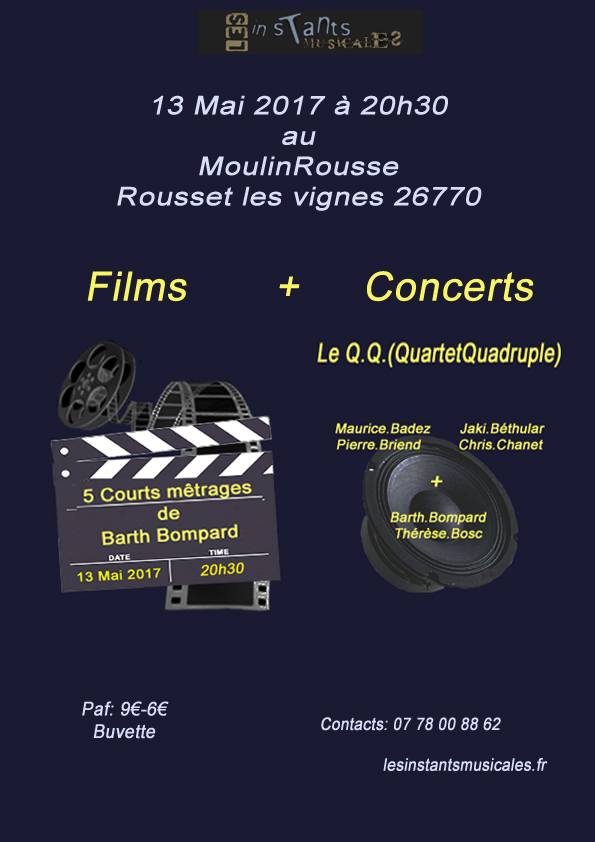 LES inSTants
MUSICALES
13 Mai 2017 à 20h30
au
MoulinRousse
Rousset les vignes 26770
Films + Concerts
Le Q.Q.(QuartetQuadruple)
Maurice.Badez Jaki.Béthular
Pierre.Briend Chris.Chanet
+
Barth.Bompard
Thérèse.Bosc
5 Courts mêtrages
de
Barth Bompard
DATE TIME
13 Mai 2017 20h30
Paf: 9€-6€
Buvette
Contacts: 07 78 00 88 62
lesinstantsmusicales.fr